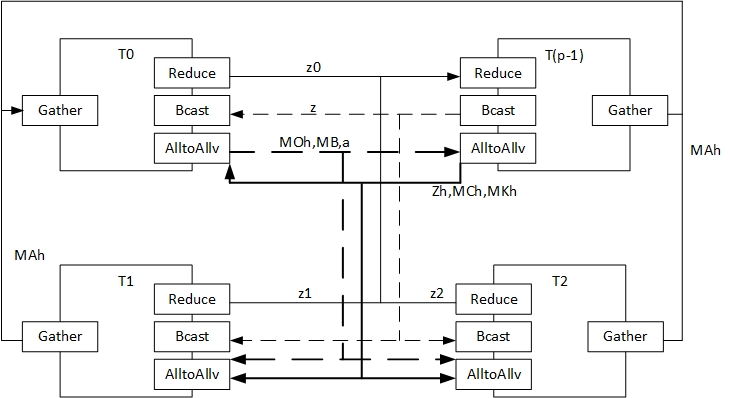 T0
T(p-1)
Reduce
z0
Reduce
Gather
Bcast
z
Bcast
Gather
AlltoAllv
MOh,MB,a
AlltoAllv
MAh
Zh,MCh,MKh
MAh
T1
T2
Reduce
z1
z2
Reduce
Gather
Bcast
Bcast
Gather
AlltoAllv
AlltoAllv